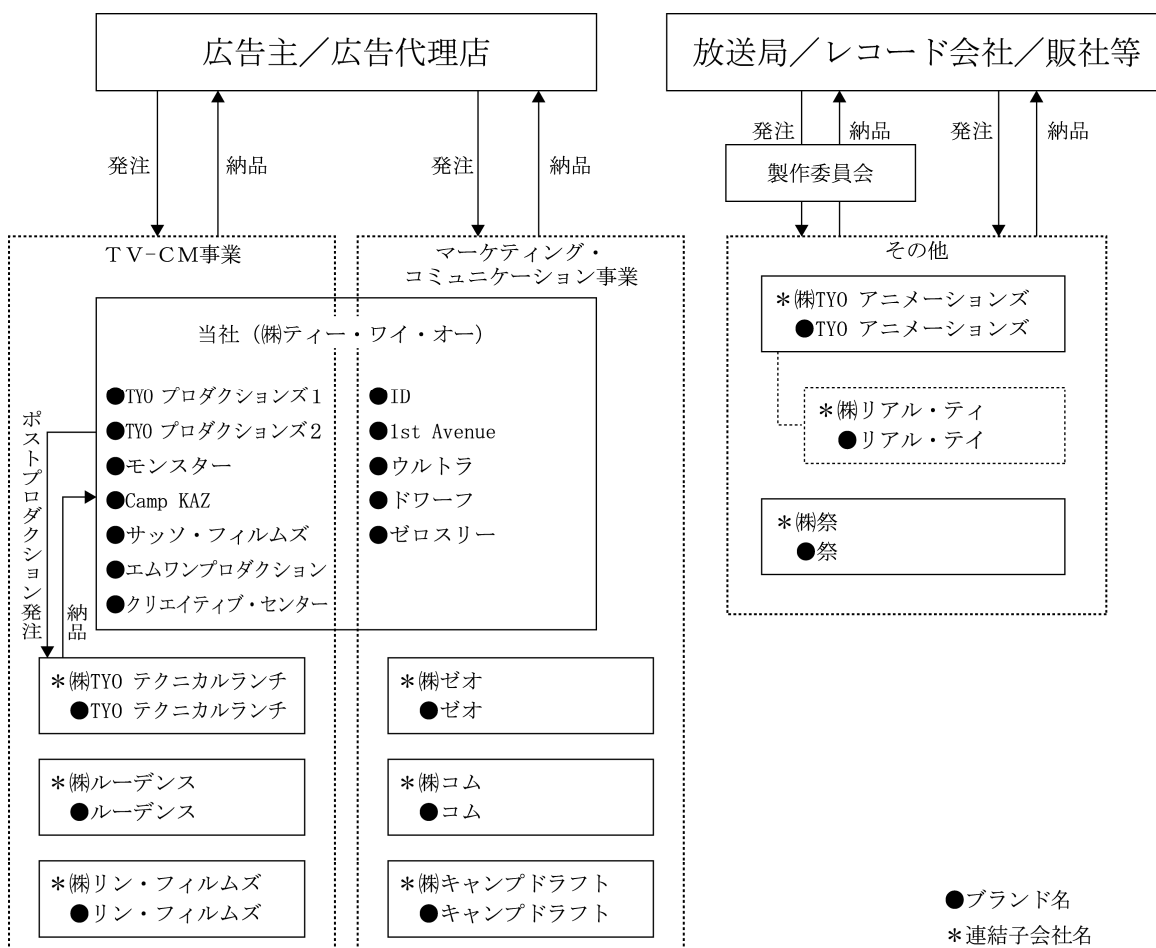 広告主／広告代理店
放送局／レコード会社／販社等
発注
納品
発注
納品
発注
納品
発注
納品
製作委員会
ＴＶ−ＣＭ事業
マーケティング・
コミュニケーション事業
その他
当社（㈱ティー・ワイ・オー）
●TYO プロダクションズ１
●TYO プロダクションズ２
●モンスター
●Camp KAZ
●サッソ・フィルムズ
●エムワンプロダクション
●クリエイティブ・センター
●ID
●1st Avenue
●ウルトラ
●ドワーフ
●ゼロスリー
ポストプロダクション発注
納品
＊㈱TYO テクニカルランチ
●TYO テクニカルランチ
＊㈱ルーデンス
●ルーデンス
＊㈱リン・フィルムズ
●リン・フィルムズ
＊㈱ゼオ
●ゼオ
＊㈱コム
●コム
＊㈱キャンプドラフト
●キャンプドラフト
＊㈱TYO アニメーションズ
●TYO アニメーションズ
＊㈱リアル・ティ
●リアル・テイ
＊㈱祭
●祭
●ブランド名
＊連結子会社名